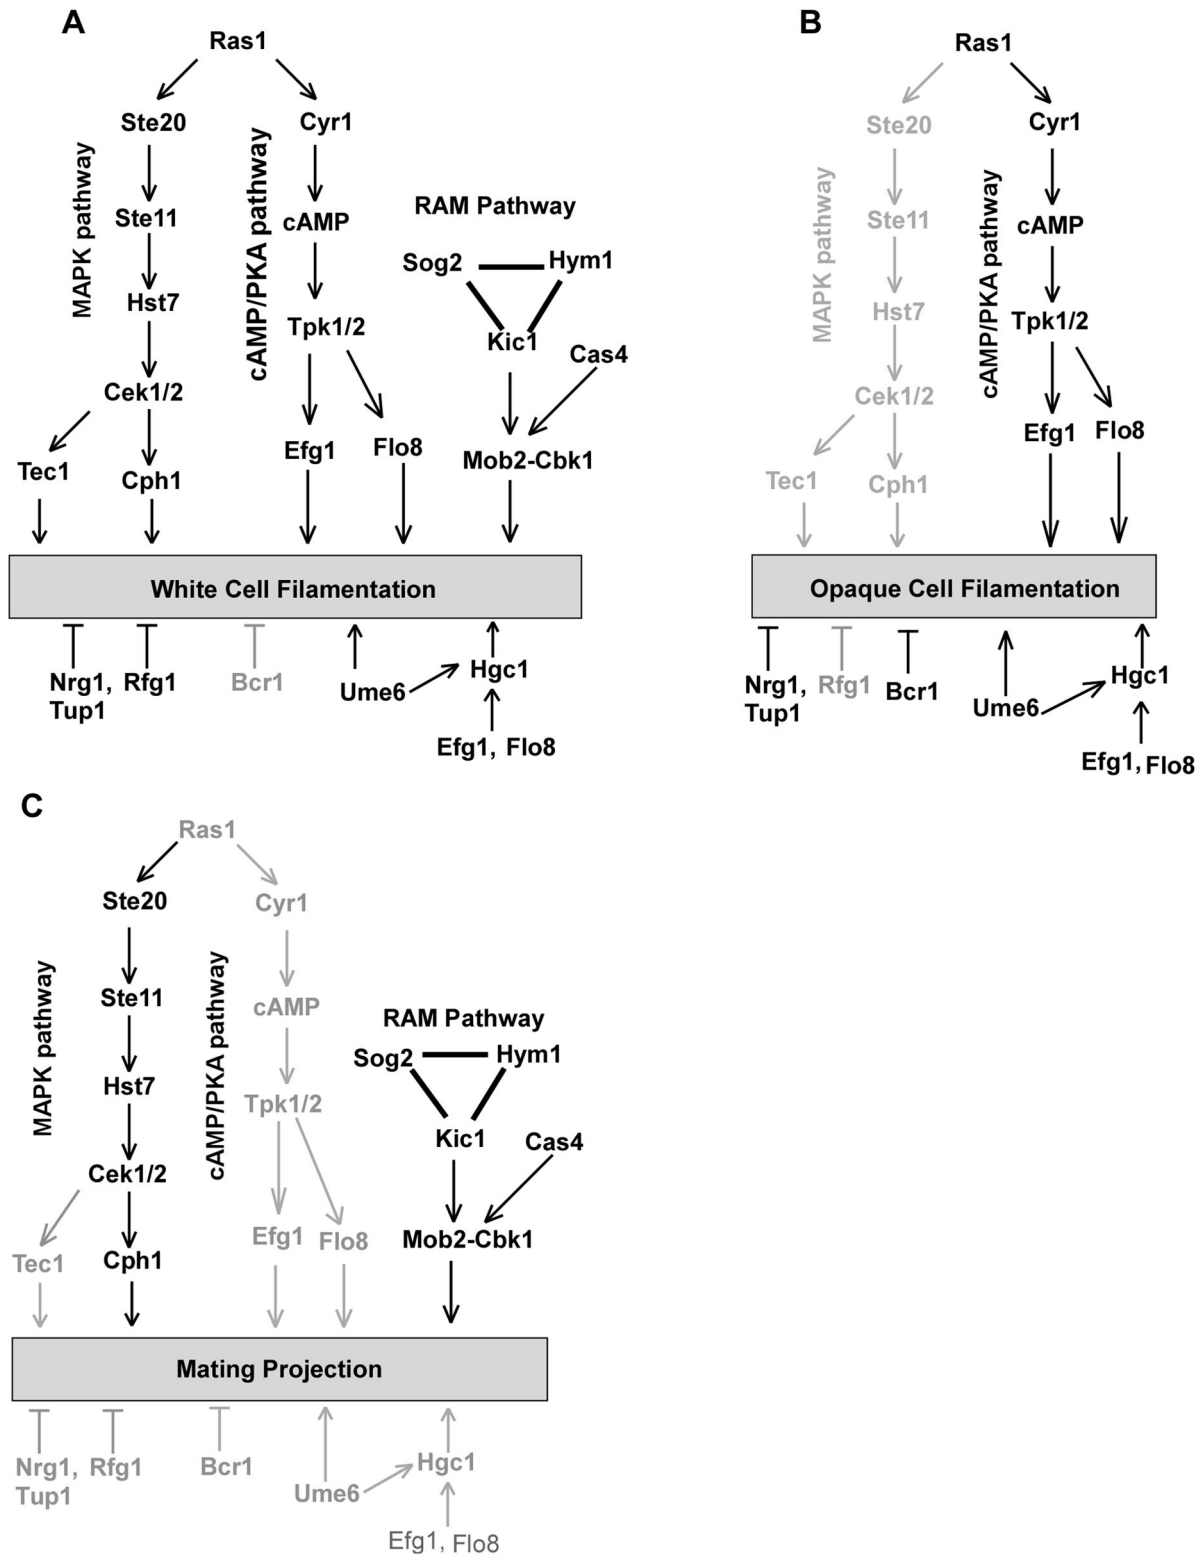 A
Ras1
Ste20
Cyr1
MAPK pathway
cAMP/PKA pathway
Ste11
cAMP
RAM Pathway
Sog2
Hym1
Hst7
Tpk1/2
Kic1
Cas4
Cek1/2
Tec1
Cph1
Efg1
Flo8
Mob2-Cbk1
White Cell Filamentation
Nrg1,
Tup1
Rfg1
Bcr1
Ume6
Hgc1
Efg1, Flo8
B
Ras1
Ste20
Cyr1
MAPK pathway
cAMP/PKA pathway
Ste11
cAMP
Hst7
Tpk1/2
Cek1/2
Efg1
Flo8
Tec1
Cph1
Opaque Cell Filamentation
Nrg1,
Tup1
Rfg1
Bcr1
Ume6
Hgc1
Efg1, Flo8
C
Ras1
Ste20
Cyr1
MAPK pathway
cAMP/PKA pathway
Ste11
cAMP
RAM Pathway
Sog2
Hym1
Hst7
Tpk1/2
Kic1
Cas4
Cek1/2
Tec1
Cph1
Efg1
Flo8
Mob2-Cbk1
Mating Projection
Nrg1,
Tup1
Rfg1
Bcr1
Ume6
Hgc1
Efg1, Flo8